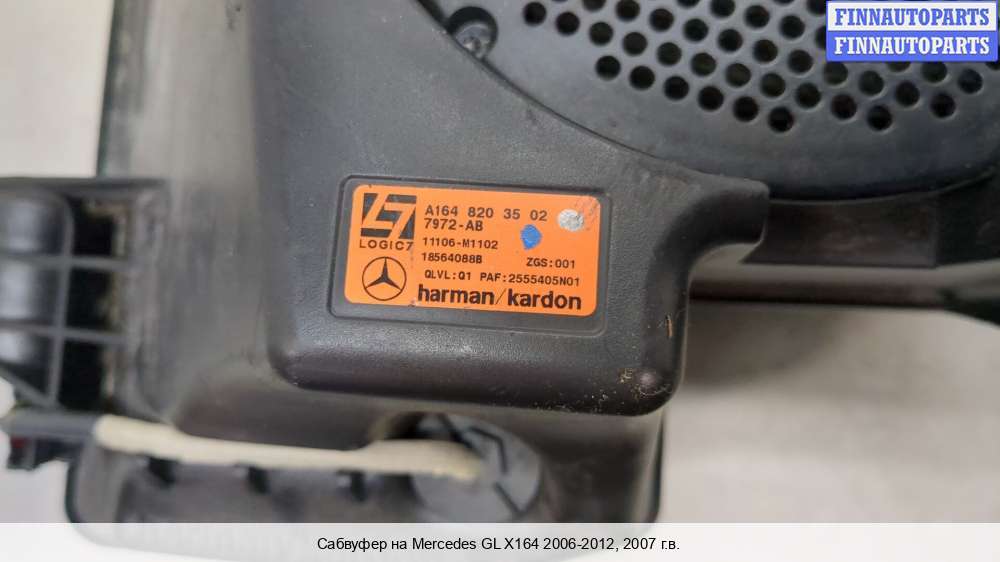 FINNAUTOPARTS
FINNAUTOPARTS
LOGIC7
A164 820 35 02
7972-AB
11106-M1102
18564088B ZGS:001
QLVL:Q1 PAF:2555405N01
harman/kardon
Сабвуфер на Mercedes GL X164 2006-2012, 2007 г.в.